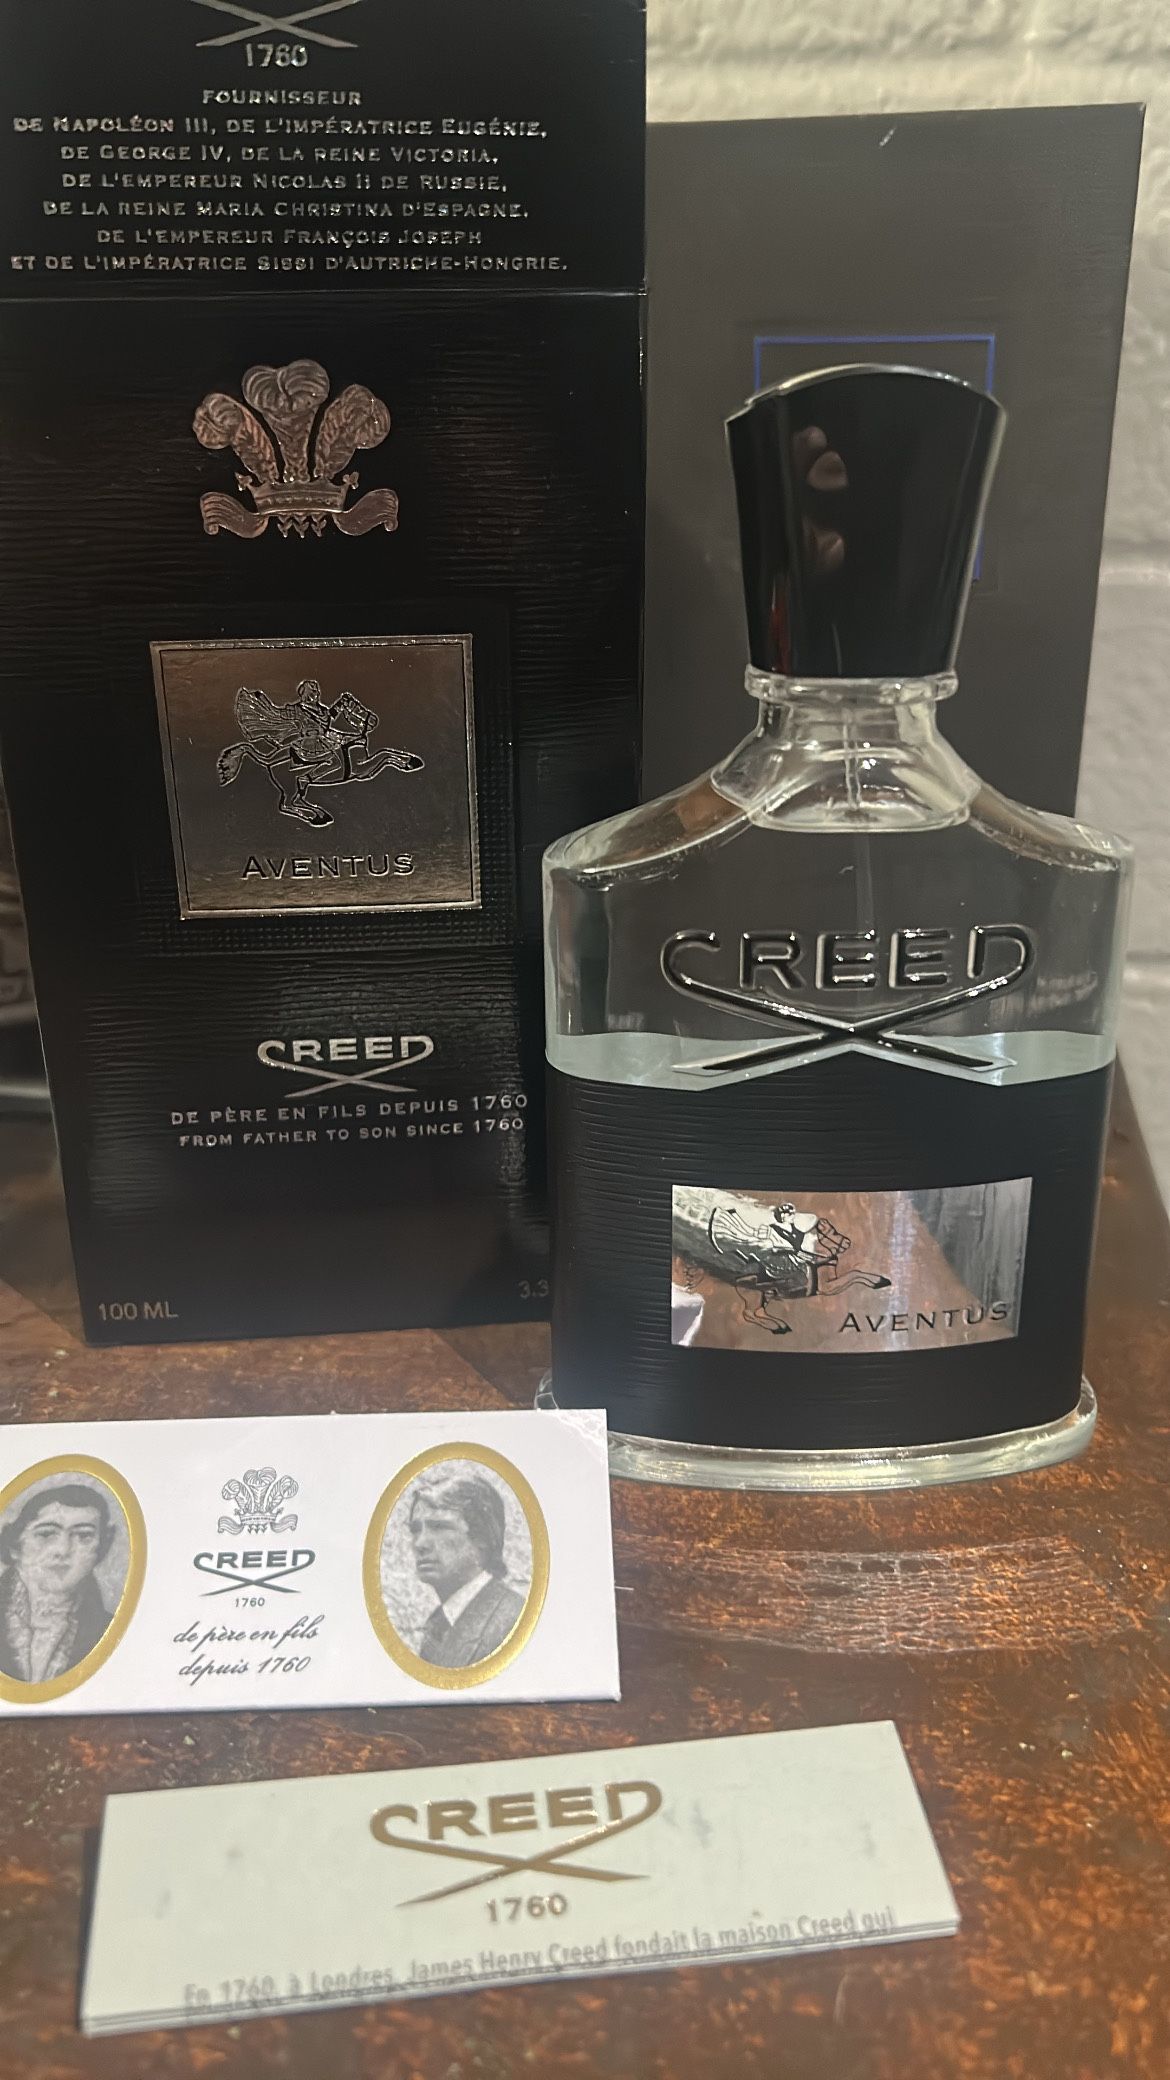 1760
FOURNISSEUR
DE NAPOLÉON III, DE L'IMPÉRATRICE EUGÉNIE,
DE GEORGE IV, DE LA REINE VICTORIA,
DE L'EMPEREUR NICOLAS II DE RUSSIE,
DE LA REINE MARIA CHRISTINA D'ESPAGNE,
DE L'EMPEREUR FRANÇOIS JOSEPH
ET DE L'IMPÉRATRICE SISSI D'AUTRICHE-HONGRIE.
AVENTUS
CREED
DE PÈRE EN FILS DEPUIS 1760
FROM FATHER TO SON SINCE 1760
100 ML
3.3
CREED
AVENTUS
CREED
1760
de père en fils
depuis 1760
CREED
1760
En 1760, à Londres, James Henry Creed fondait la maison Creed qui